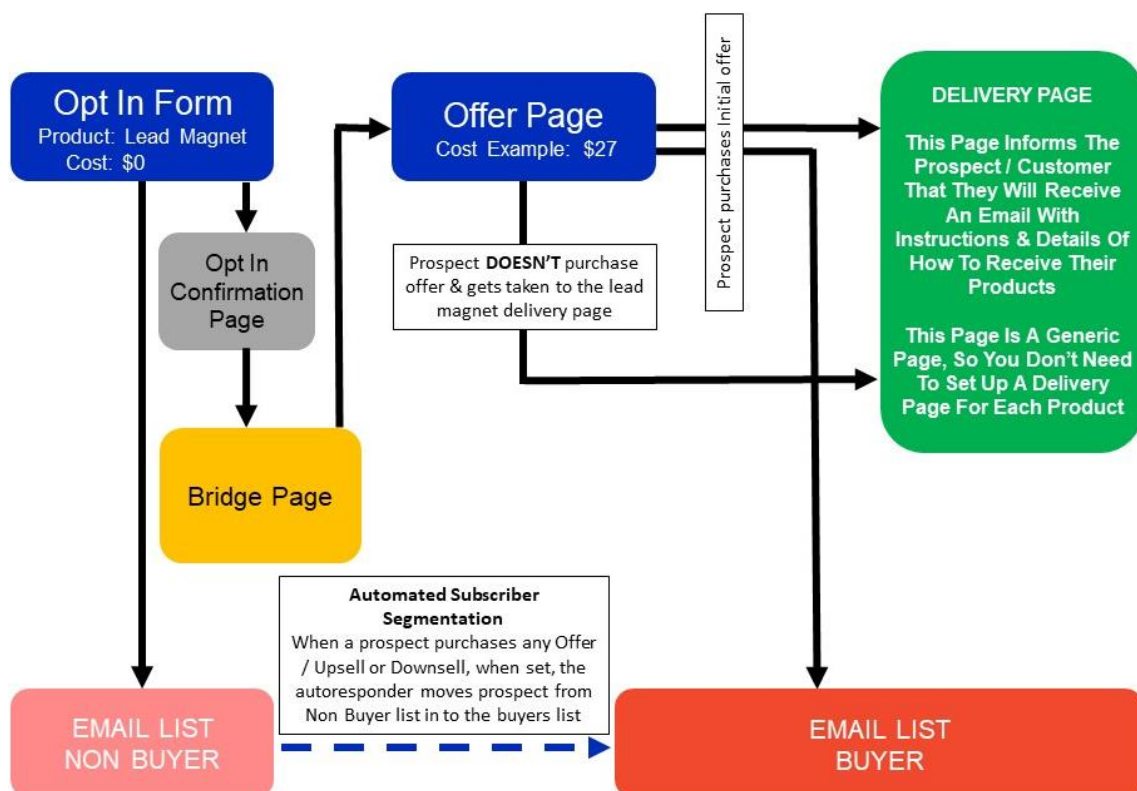 Opt In Form
Product: Lead Magnet
Cost: $0
Opt In
Confirmation
Page
Bridge Page
Offer Page
Cost Example: $27
Prospect purchases Initial offer
Prospect DOESN'T purchase
offer & gets taken to the lead
magnet delivery page
DELIVERY PAGE
This Page Informs The
Prospect / Customer
That They Will Receive
An Email With
Instructions & Details Of
How To Receive Their
Products
This Page Is A Generic
Page, So You Don't Need
To Set Up A Delivery
Page For Each Product
Automated Subscriber
Segmentation
When a prospect purchases any Offer
/ Upsell or Downsell, when set, the
autoresponder moves prospect from
Non Buyer list in to the buyers list
EMAIL LIST
NON BUYER
EMAIL LIST
BUYER